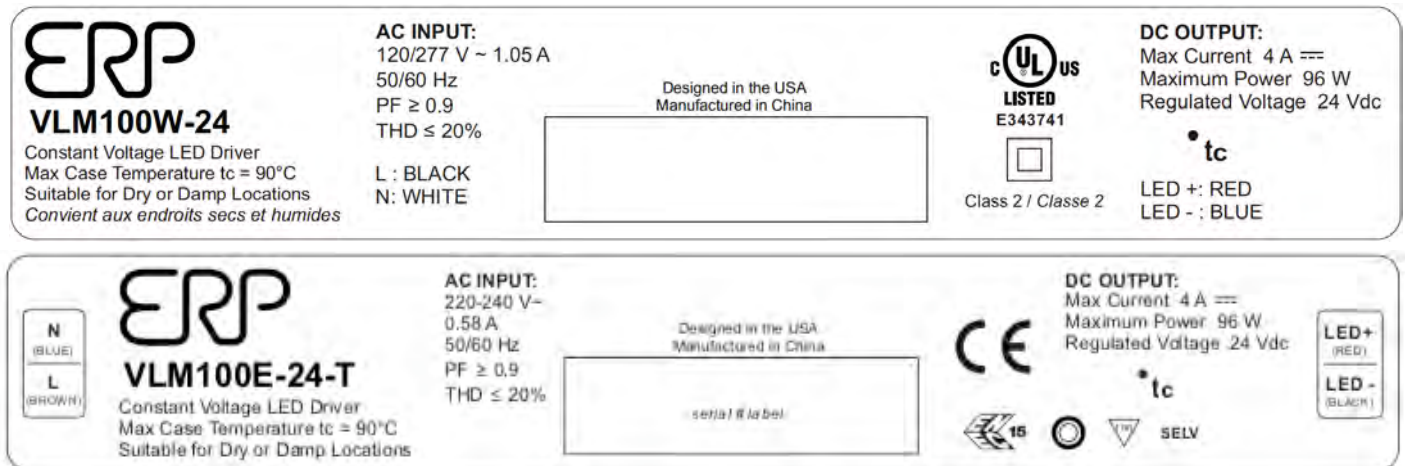 ERP
VLM100W-24
Constant Voltage LED Driver
Max Case Temperature tc = 90°C
Suitable for Dry or Damp Locations
Convient aux endroits secs et humides
AC INPUT:
120/277 V ~ 1.05 A
50/60 Hz
PF ≥ 0.9
THD ≤ 20%
L : BLACK
N: WHITE
Designed in the USA
Manufactured in China
C UL US
LISTED
E343741
Class 2 / Classe 2
DC OUTPUT:
Max Current 4 A ⎓
Maximum Power 96 W
Regulated Voltage 24 Vdc
tc
LED +: RED
LED - : BLUE
N
(BLUE)
L
(BROWN)
ERP
VLM100E-24-T
Constant Voltage LED Driver
Max Case Temperature tc = 90°C
Suitable for Dry or Damp Locations
AC INPUT:
220-240 V~
0.58 A
50/60 Hz
PF ≥ 0.9
THD ≤ 20%
Designed in the USA
Manufactured in China
serial # label
CE
15
SELV
DC OUTPUT:
Max Current 4 A ⎓
Maximum Power 96 W
Regulated Voltage 24 Vdc
tc
LED+
(RED)
LED -
(BLACK)